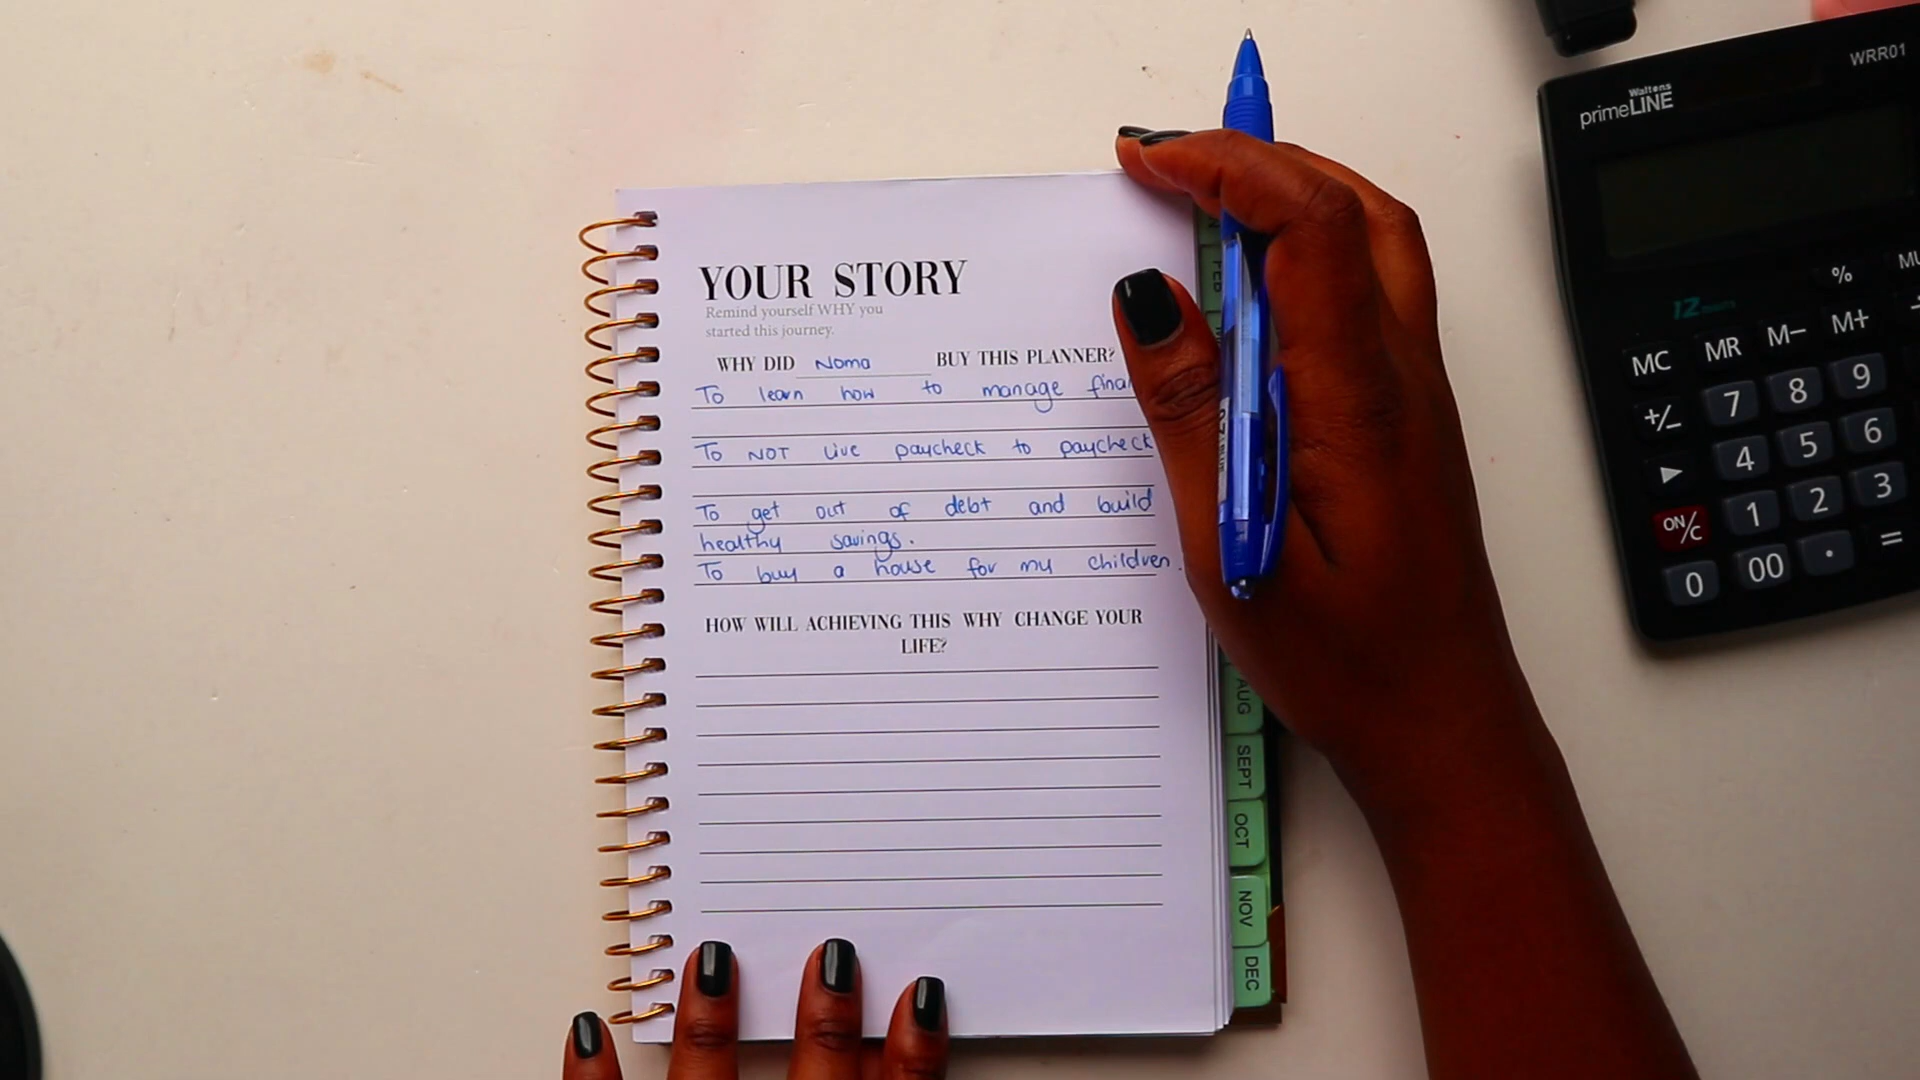 YOUR STORY
Remind yourself WHY you
started this journey.
WHY DID Noma BUY THIS PLANNER?
To learn how to manage
To NOT live paycheck to paycheck
To get out of debt and build
healthy savings.
To buy a house for my children.
HOW WILL ACHIEVING THIS WHY CHANGE YOUR
LIFE?
FEB
AUG
SEPT
OCT
NOV
DEC
WRR01
Waltons
primeLINE
12
%
MC MR M− M+
+/− 7 8 9
▶ 4 5 6
ON/C 1 2 3
0 00 . =